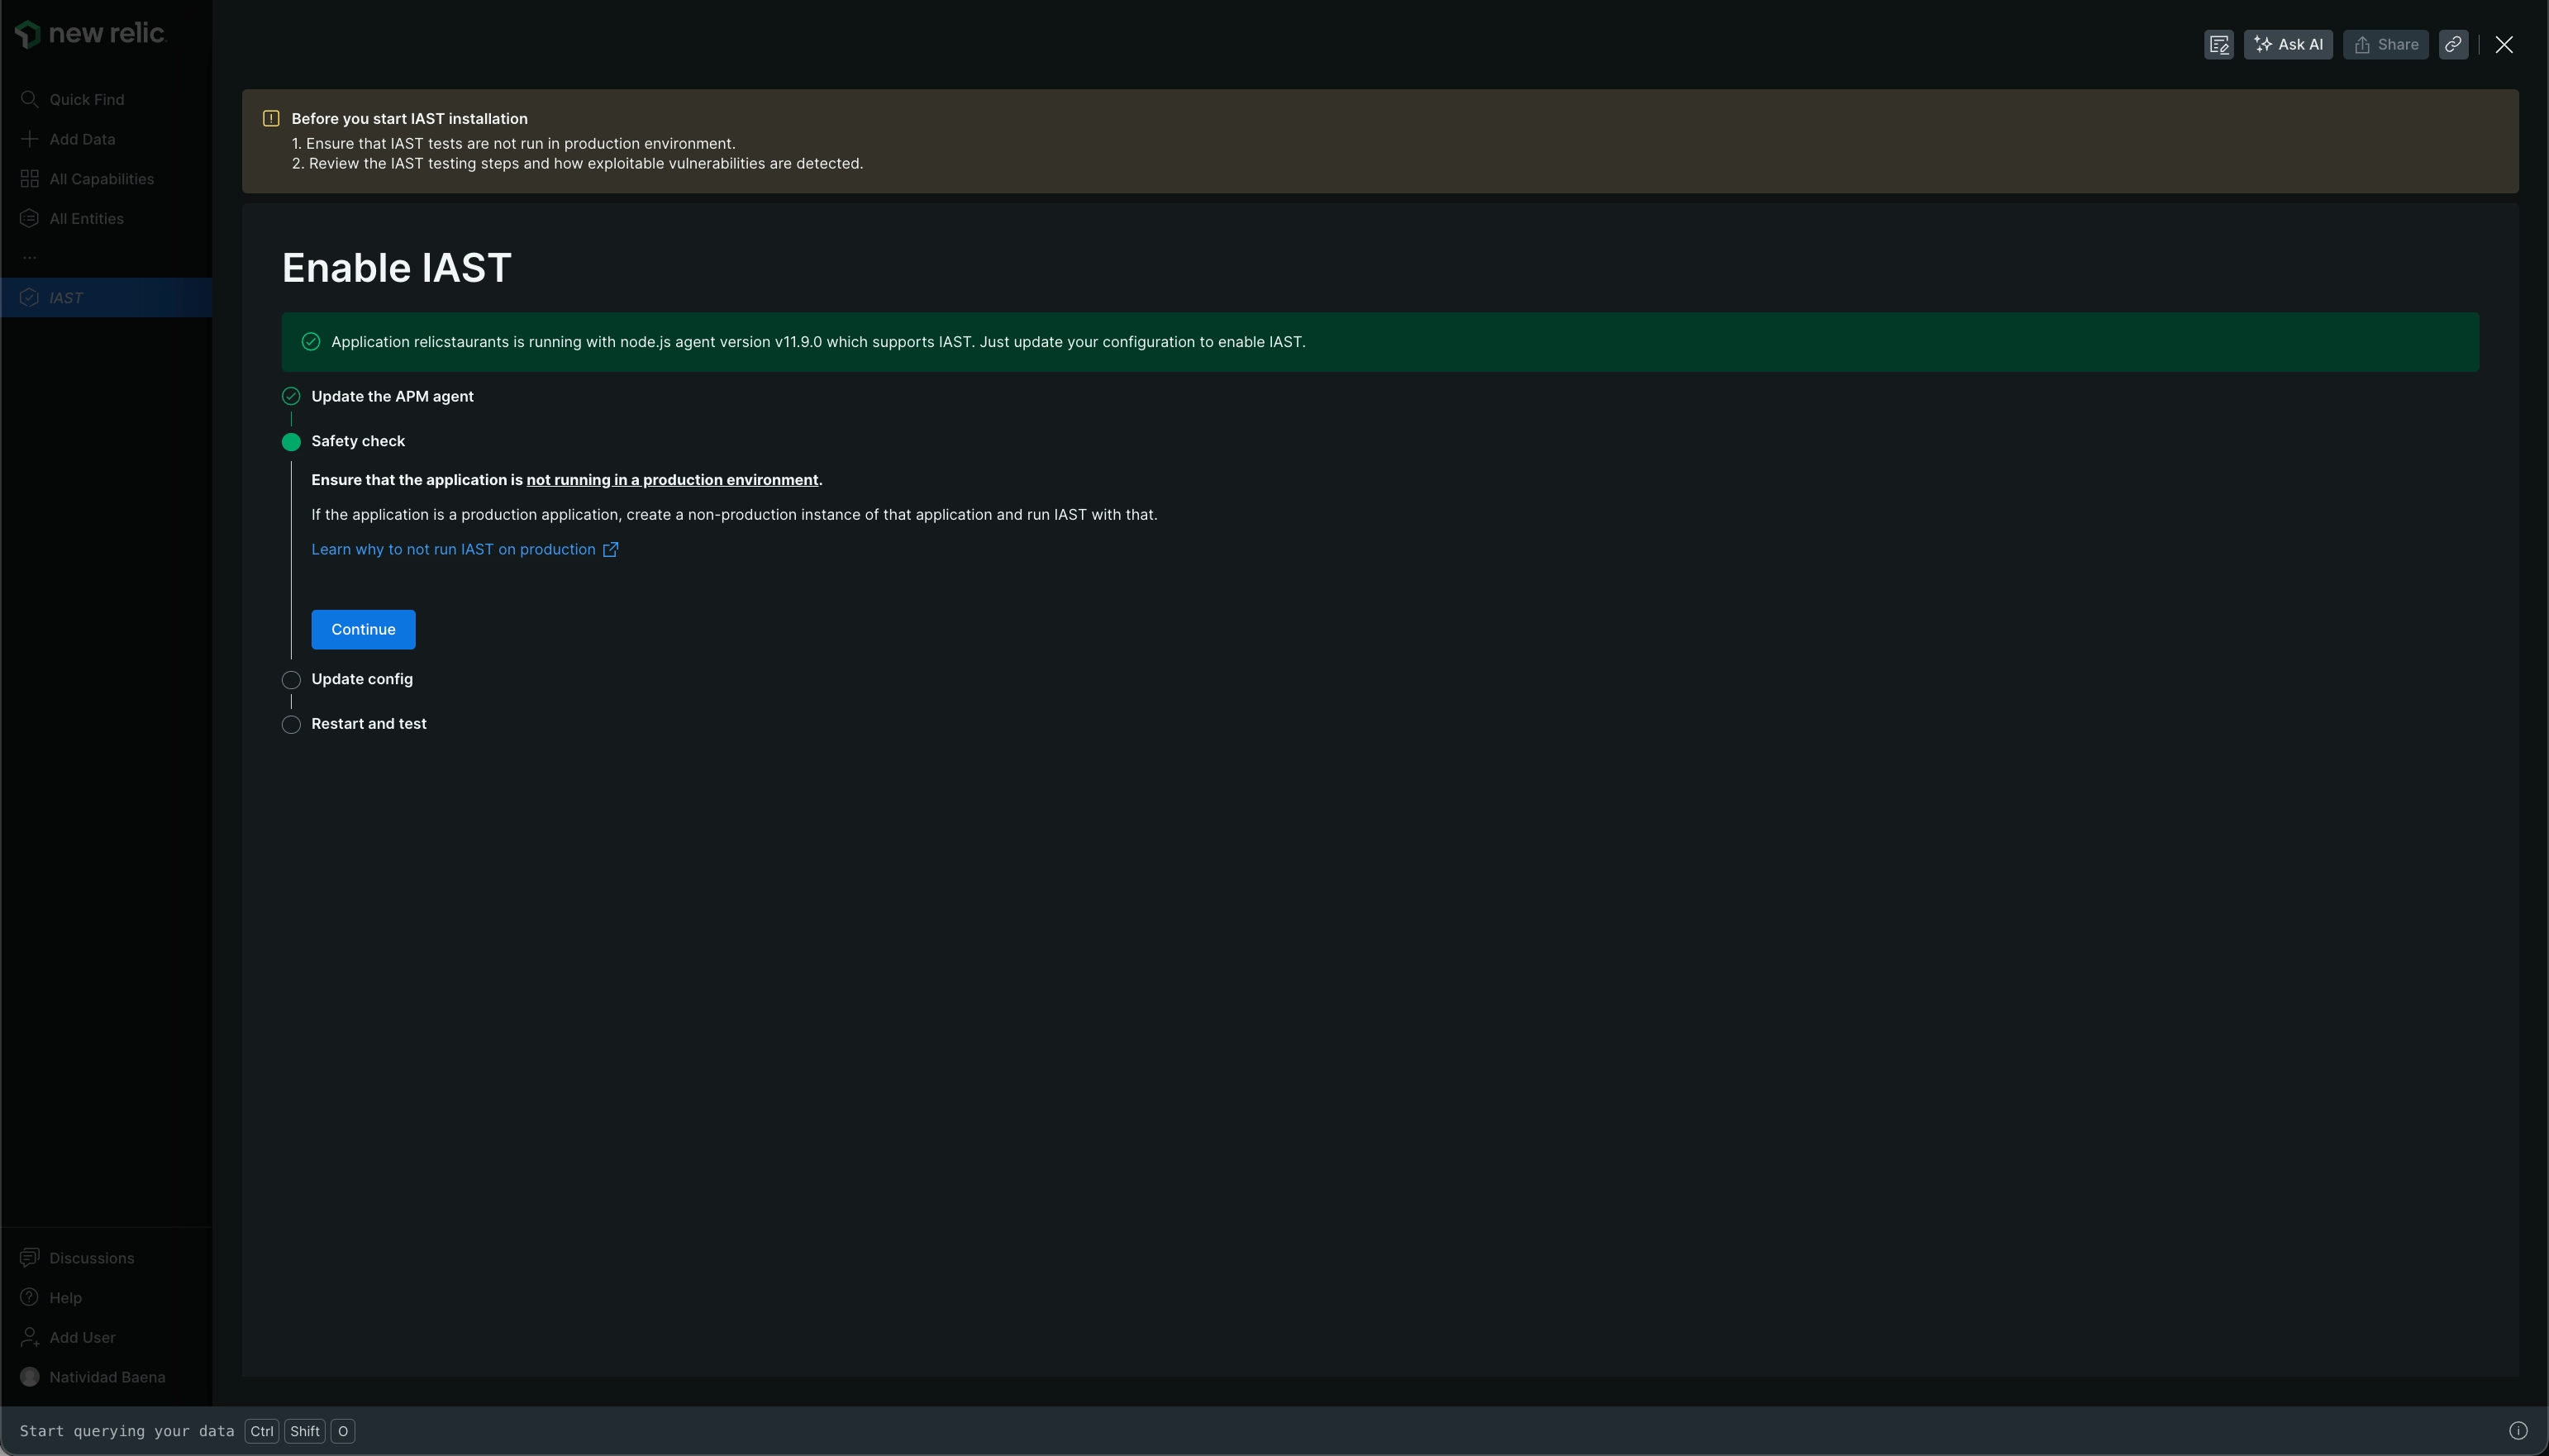 new relic.
Quick Find
Add Data
All Capabilities
All Entities
...
IAST
Ask AI
Share
Before you start IAST installation
1. Ensure that IAST tests are not run in production environment.
2. Review the IAST testing steps and how exploitable vulnerabilities are detected.
Enable IAST
Application relicstaurants is running with node.js agent version v11.9.0 which supports IAST. Just update your configuration to enable IAST.
Update the APM agent
Safety check
Ensure that the application is not running in a production environment.
If the application is a production application, create a non-production instance of that application and run IAST with that.
Learn why to not run IAST on production
Continue
Update config
Restart and test
Discussions
Help
Add User
Natividad Baena
Start querying your data Ctrl Shift O